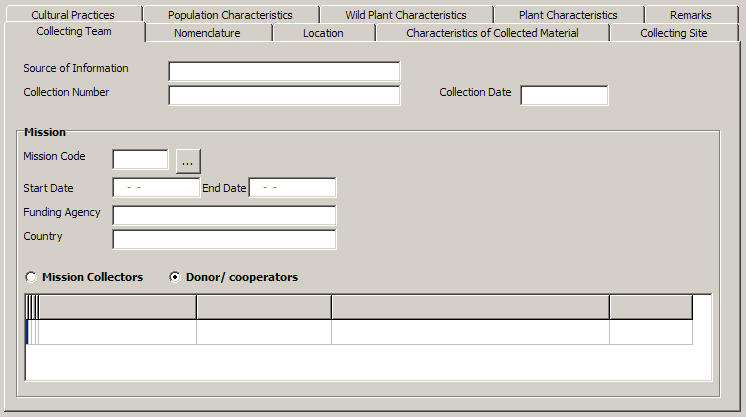 Cultural Practices Population Characteristics Wild Plant Characteristics Plant Characteristics Remarks
Collecting Team Nomenclature Location Characteristics of Collected Material Collecting Site
Source of Information
Collection Number Collection Date
Mission
Mission Code ...
Start Date - - End Date - -
Funding Agency
Country
Mission Collectors Donor/ cooperators